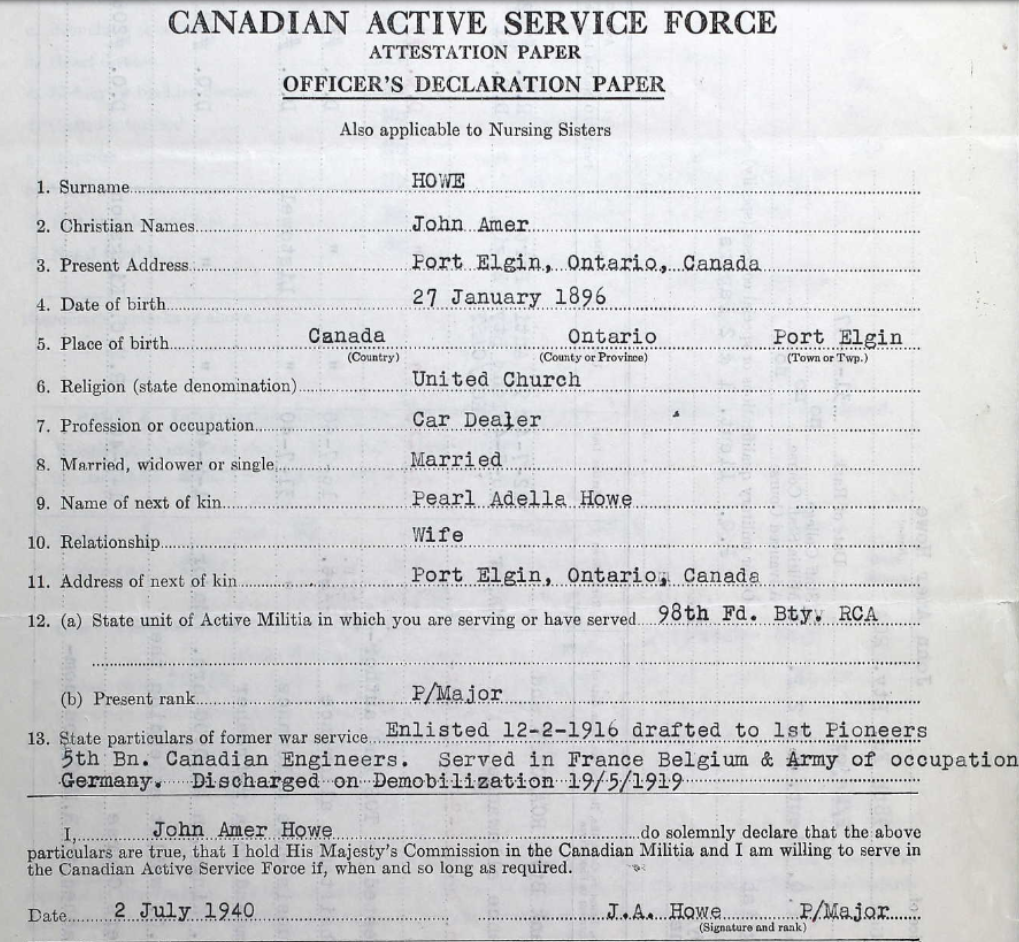 CANADIAN ACTIVE SERVICE FORCE
ATTESTATION PAPER
OFFICER'S DECLARATION PAPER
Also applicable to Nursing Sisters
1. Surname HOWE
2. Christian Names John Amer
3. Present Address Port Elgin, Ontario, Canada
4. Date of birth 27 January 1896
5. Place of birth Canada Ontario Port Elgin
(Country) (County or Province) (Town or Twp.)
6. Religion (state denomination) United Church
7. Profession or occupation Car Dealer
8. Married, widower or single Married
9. Name of next of kin Pearl Adella Howe
10. Relationship Wife
11. Address of next of kin Port Elgin, Ontario, Canada
12. (a) State unit of Active Militia in which you are serving or have served 98th Fd. Bty. RCA
(b) Present rank P/Major
13. State particulars of former war service Enlisted 12-2-1916 drafted to 1st Pioneers
5th Bn. Canadian Engineers. Served in France Belgium & Army of occupation
Germany. Discharged on Demobilization 19/5/1919
I, John Amer Howe do solemnly declare that the above
particulars are true, that I hold His Majesty's Commission in the Canadian Militia and I am willing to serve in
the Canadian Active Service Force if, when and so long as required.
Date 2 July 1940 J.A. Howe P/Major
(Signature and rank)